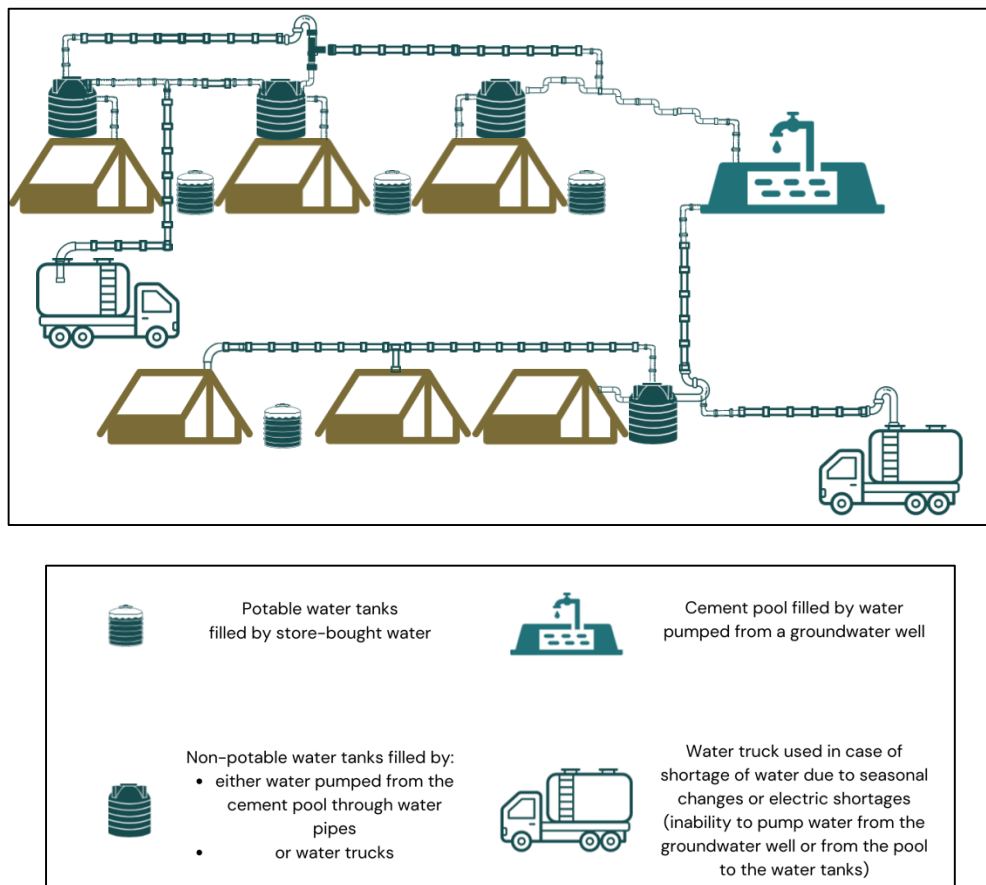 Potable water tanks
filled by store-bought water
Cement pool filled by water
pumped from a groundwater well
Non-potable water tanks filled by:
• either water pumped from the
cement pool through water
pipes
• or water trucks
Water truck used in case of
shortage of water due to seasonal
changes or electric shortages
(inability to pump water from the
groundwater well or from the pool
to the water tanks)